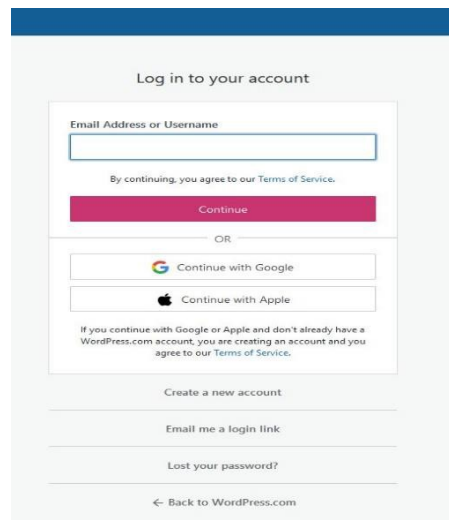 Log in to your account
Email Address or Username
By continuing, you agree to our Terms of Service.
Continue
OR
Continue with Google
Continue with Apple
If you continue with Google or Apple and don't already have a
WordPress.com account, you are creating an account and you
agree to our Terms of Service.
Create a new account
Email me a login link
Lost your password?
← Back to WordPress.com